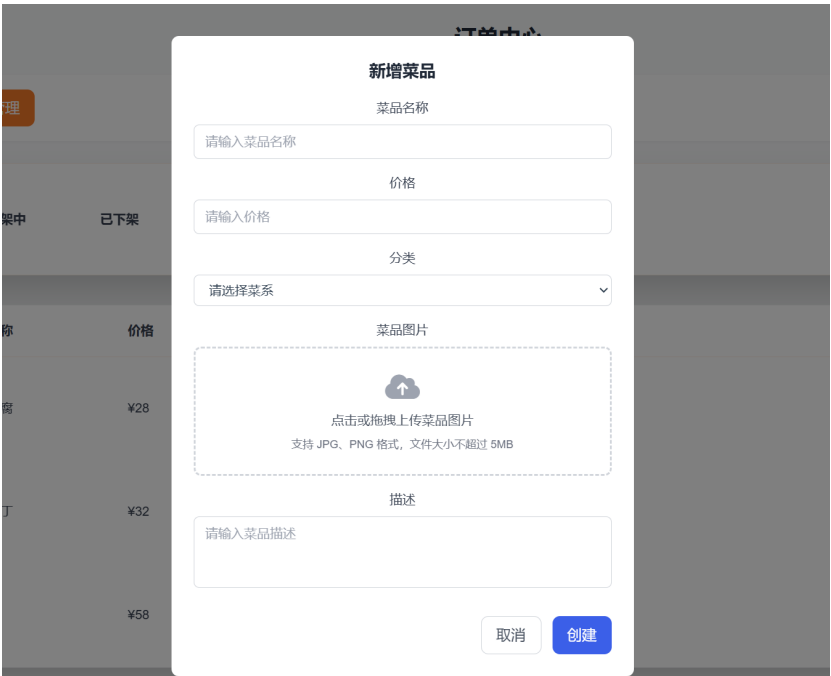 订单中心
新增菜品
理
菜品名称
请输入菜品名称
价格
请输入价格
架中
已下架
分类
请选择菜系
称
价格
菜品图片
点击或拖拽上传菜品图片
支持 JPG、PNG 格式，文件大小不超过 5MB
腐
¥28
描述
请输入菜品描述
丁
¥32
¥58
取消
创建